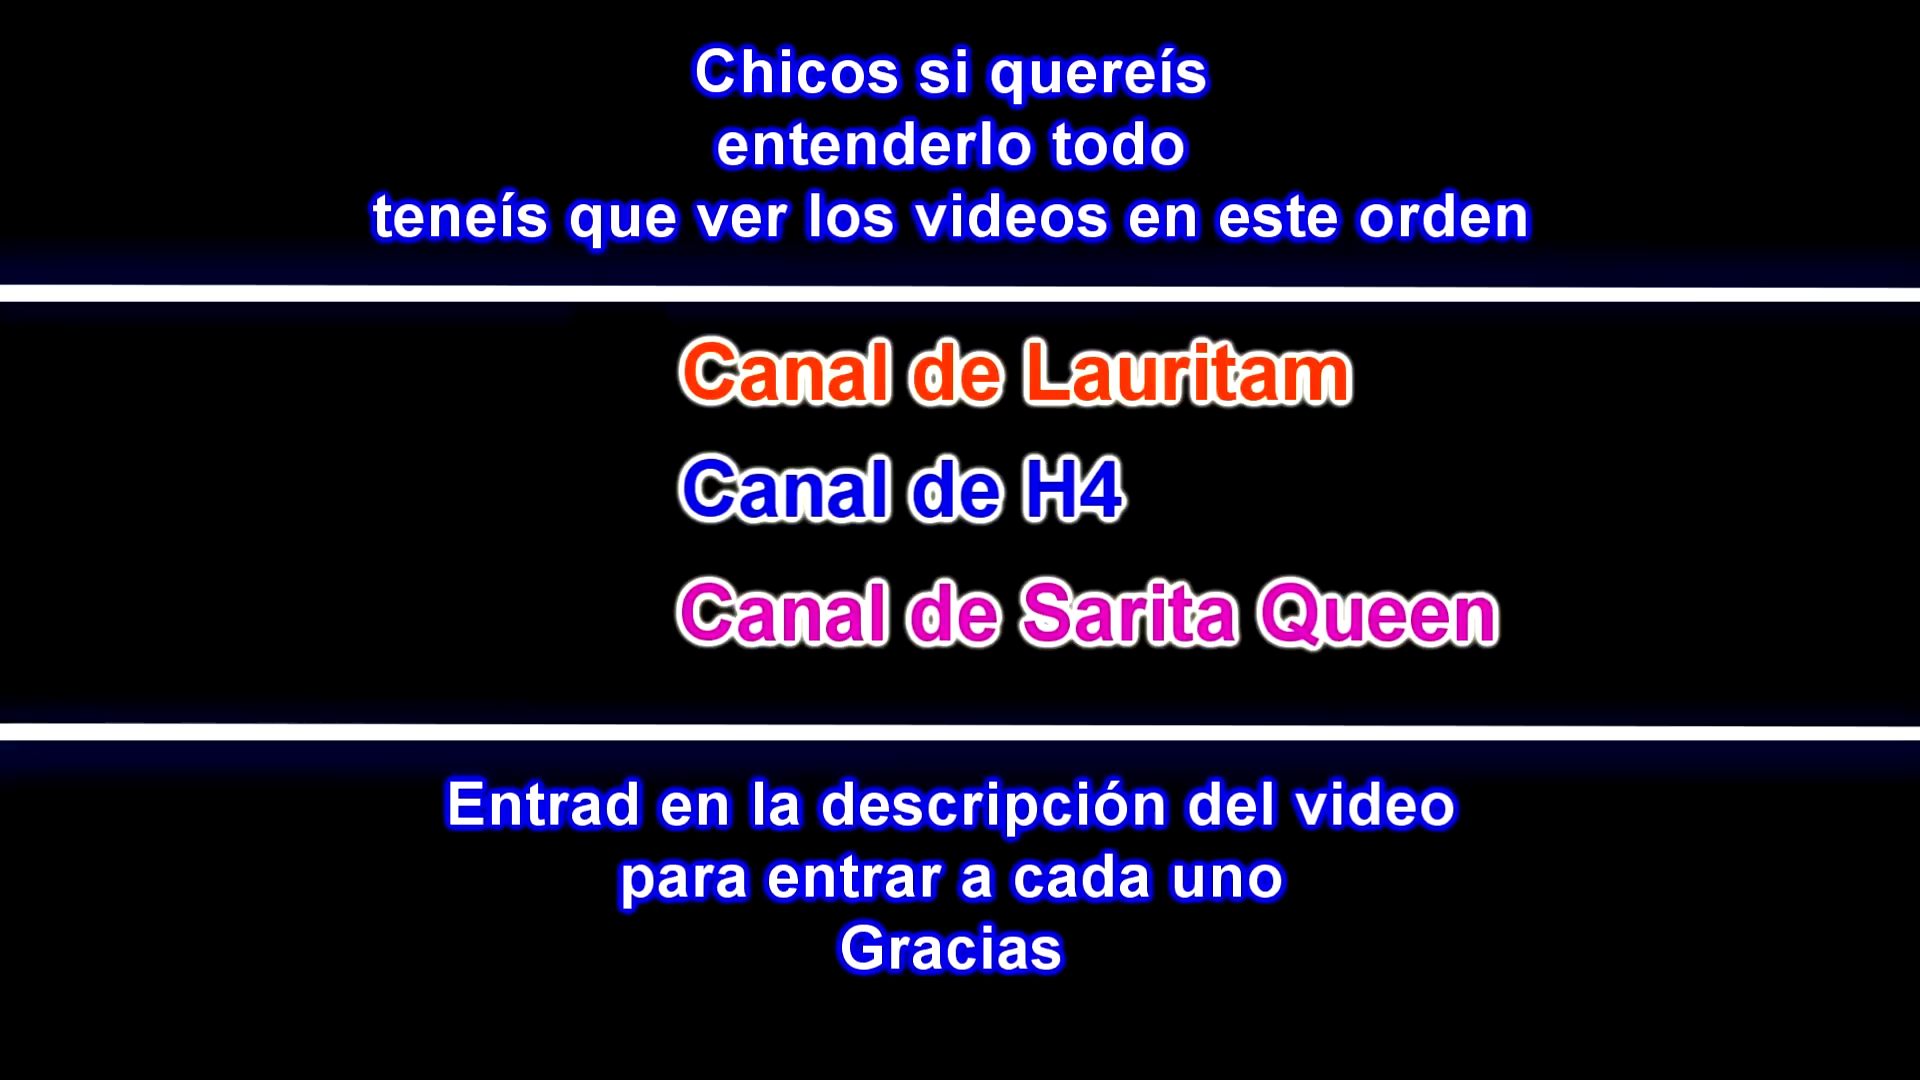 Chicos si quereís
entenderlo todo
teneís que ver los videos en este orden
Canal de Lauritam
Canal de H4
Canal de Sarita Queen
Entrad en la descripción del video
para entrar a cada uno
Gracias